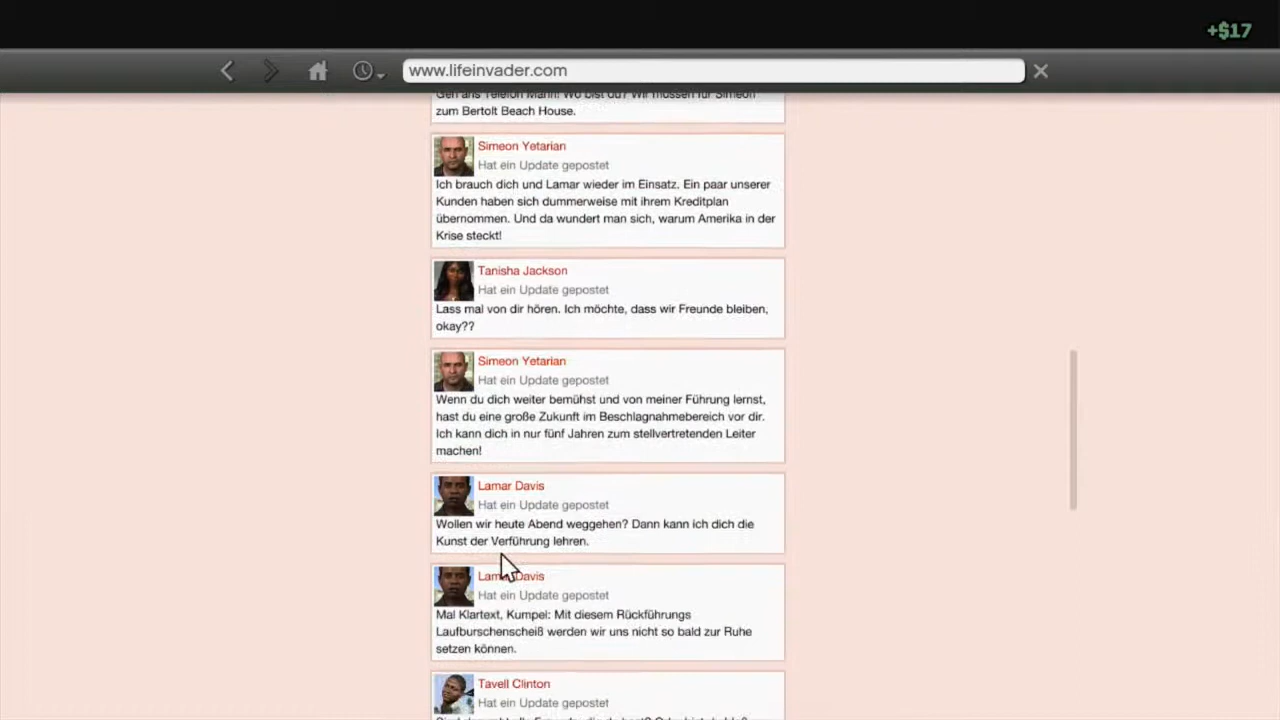 +$17
www.lifeinvader.com
Geh ans Telefon Mann! Wo bist du? Wir müssen für Simeon
zum Bertolt Beach House.
Simeon Yetarian
Hat ein Update gepostet
Ich brauch dich und Lamar wieder im Einsatz. Ein paar unserer
Kunden haben sich dummerweise mit ihrem Kreditplan
übernommen. Und da wundert man sich, warum Amerika in der
Krise steckt!
Tanisha Jackson
Hat ein Update gepostet
Lass mal von dir hören. Ich möchte, dass wir Freunde bleiben,
okay??
Simeon Yetarian
Hat ein Update gepostet
Wenn du dich weiter bemühst und von meiner Führung lernst,
hast du eine große Zukunft im Beschlagnahmebereich vor dir.
Ich kann dich in nur fünf Jahren zum stellvertretenden Leiter
machen!
Lamar Davis
Hat ein Update gepostet
Wollen wir heute Abend weggehen? Dann kann ich dich die
Kunst der Verführung lehren.
Lamar Davis
Hat ein Update gepostet
Mal Klartext, Kumpel: Mit diesem Rückführungs
Laufburschenscheiß werden wir uns nicht so bald zur Ruhe
setzen können.
Tavell Clinton
Hat ein Update gepostet